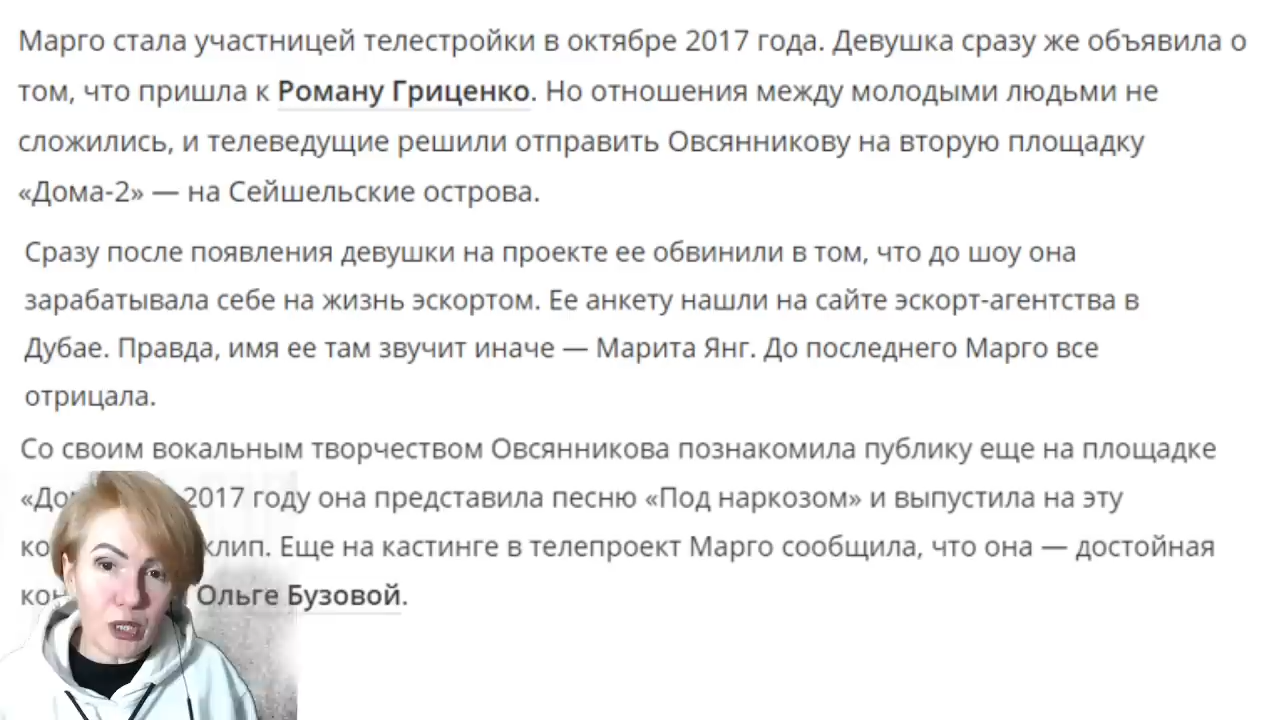 Марго стала участницей телестройки в октябре 2017 года. Девушка сразу же объявила о
том, что пришла к Роману Гриценко. Но отношения между молодыми людьми не
сложились, и телеведущие решили отправить Овсянникову на вторую площадку
«Дома-2» — на Сейшельские острова.
Сразу после появления девушки на проекте ее обвинили в том, что до шоу она
зарабатывала себе на жизнь эскортом. Ее анкету нашли на сайте эскорт-агентства в
Дубае. Правда, имя ее там звучит иначе — Марита Янг. До последнего Марго все
отрицала.
Со своим вокальным творчеством Овсянникова познакомила публику еще на площадке
2017 году она представила песню «Под наркозом» и выпустила на эту
клип. Еще на кастинге в телепроект Марго сообщила, что она — достойная
Ольге Бузовой.